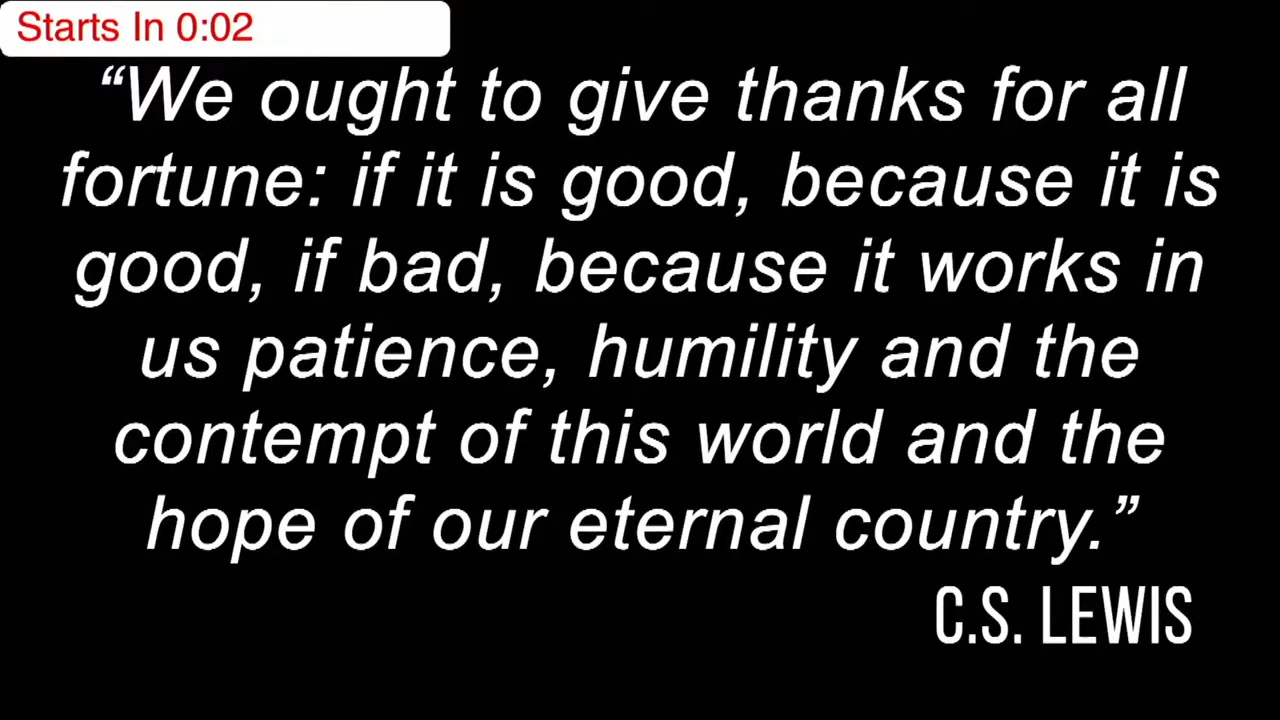 Starts In 0:02
“We ought to give thanks for all
fortune: if it is good, because it is
good, if bad, because it works in
us patience, humility and the
contempt of this world and the
hope of our eternal country.”
C.S. LEWIS